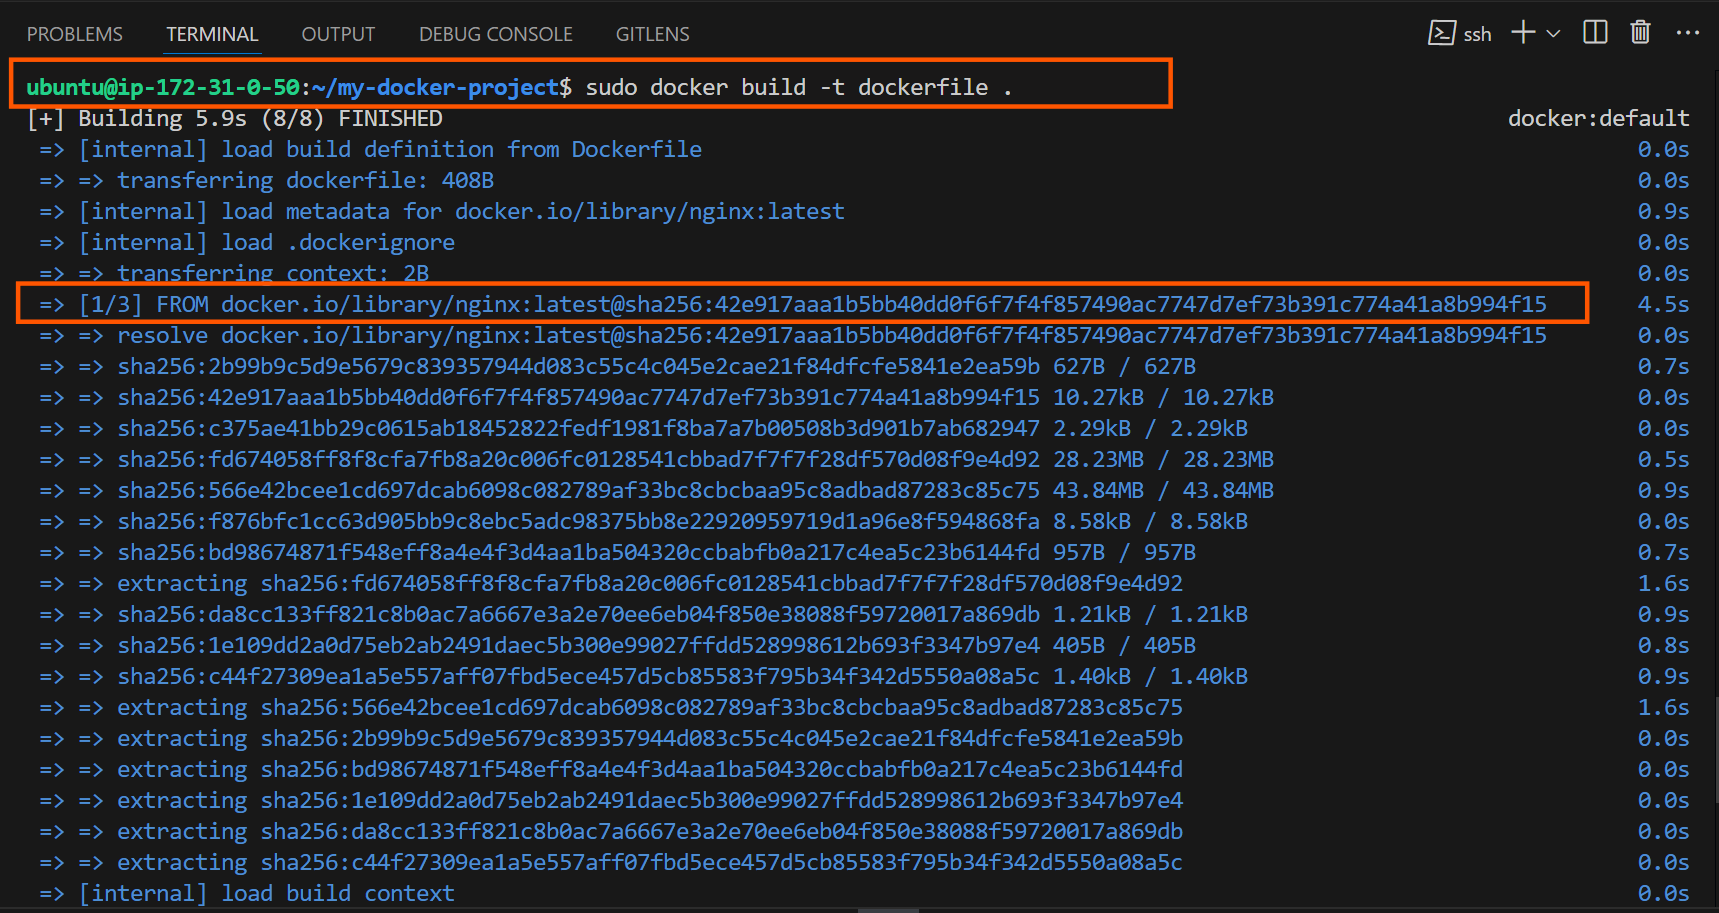 PROBLEMS TERMINAL OUTPUT DEBUG CONSOLE GITLENS ssh
ubuntu@ip-172-31-0-50:~/my-docker-project$ sudo docker build -t dockerfile .
[+] Building 5.9s (8/8) FINISHED docker:default
=> [internal] load build definition from Dockerfile 0.0s
=> => transferring dockerfile: 408B 0.0s
=> [internal] load metadata for docker.io/library/nginx:latest 0.9s
=> [internal] load .dockerignore 0.0s
=> => transferring context: 2B 0.0s
=> [1/3] FROM docker.io/library/nginx:latest@sha256:42e917aaa1b5bb40dd0f6f7f4f857490ac7747d7ef73b391c774a41a8b994f15 4.5s
=> => resolve docker.io/library/nginx:latest@sha256:42e917aaa1b5bb40dd0f6f7f4f857490ac7747d7ef73b391c774a41a8b994f15 0.0s
=> => sha256:2b99b9c5d9e5679c839357944d083c55c4c045e2cae21f84dfcfe5841e2ea59b 627B / 627B 0.7s
=> => sha256:42e917aaa1b5bb40dd0f6f7f4f857490ac7747d7ef73b391c774a41a8b994f15 10.27kB / 10.27kB 0.0s
=> => sha256:c375ae41bb29c0615ab18452822fedf1981f8ba7a7b00508b3d901b7ab682947 2.29kB / 2.29kB 0.0s
=> => sha256:fd674058ff8f8cfa7fb8a20c006fc0128541cbbad7f7f7f28df570d08f9e4d92 28.23MB / 28.23MB 0.5s
=> => sha256:566e42bcee1cd697dcab6098c082789af33bc8cbcbaa95c8adbad87283c85c75 43.84MB / 43.84MB 0.9s
=> => sha256:f876bfc1cc63d905bb9c8ebc5adc98375bb8e22920959719d1a96e8f594868fa 8.58kB / 8.58kB 0.0s
=> => sha256:bd98674871f548eff8a4e4f3d4aa1ba504320ccbabfb0a217c4ea5c23b6144fd 957B / 957B 0.7s
=> => extracting sha256:fd674058ff8f8cfa7fb8a20c006fc0128541cbbad7f7f7f28df570d08f9e4d92 1.6s
=> => sha256:da8cc133ff821c8b0ac7a6667e3a2e70ee6eb04f850e38088f59720017a869db 1.21kB / 1.21kB 0.9s
=> => sha256:1e109dd2a0d75eb2ab2491daec5b300e99027ffdd528998612b693f3347b97e4 405B / 405B 0.8s
=> => sha256:c44f27309ea1a5e557aff07fbd5ece457d5cb85583f795b34f342d5550a08a5c 1.40kB / 1.40kB 0.9s
=> => extracting sha256:566e42bcee1cd697dcab6098c082789af33bc8cbcbaa95c8adbad87283c85c75 1.6s
=> => extracting sha256:2b99b9c5d9e5679c839357944d083c55c4c045e2cae21f84dfcfe5841e2ea59b 0.0s
=> => extracting sha256:bd98674871f548eff8a4e4f3d4aa1ba504320ccbabfb0a217c4ea5c23b6144fd 0.0s
=> => extracting sha256:1e109dd2a0d75eb2ab2491daec5b300e99027ffdd528998612b693f3347b97e4 0.0s
=> => extracting sha256:da8cc133ff821c8b0ac7a6667e3a2e70ee6eb04f850e38088f59720017a869db 0.0s
=> => extracting sha256:c44f27309ea1a5e557aff07fbd5ece457d5cb85583f795b34f342d5550a08a5c 0.0s
=> [internal] load build context 0.0s